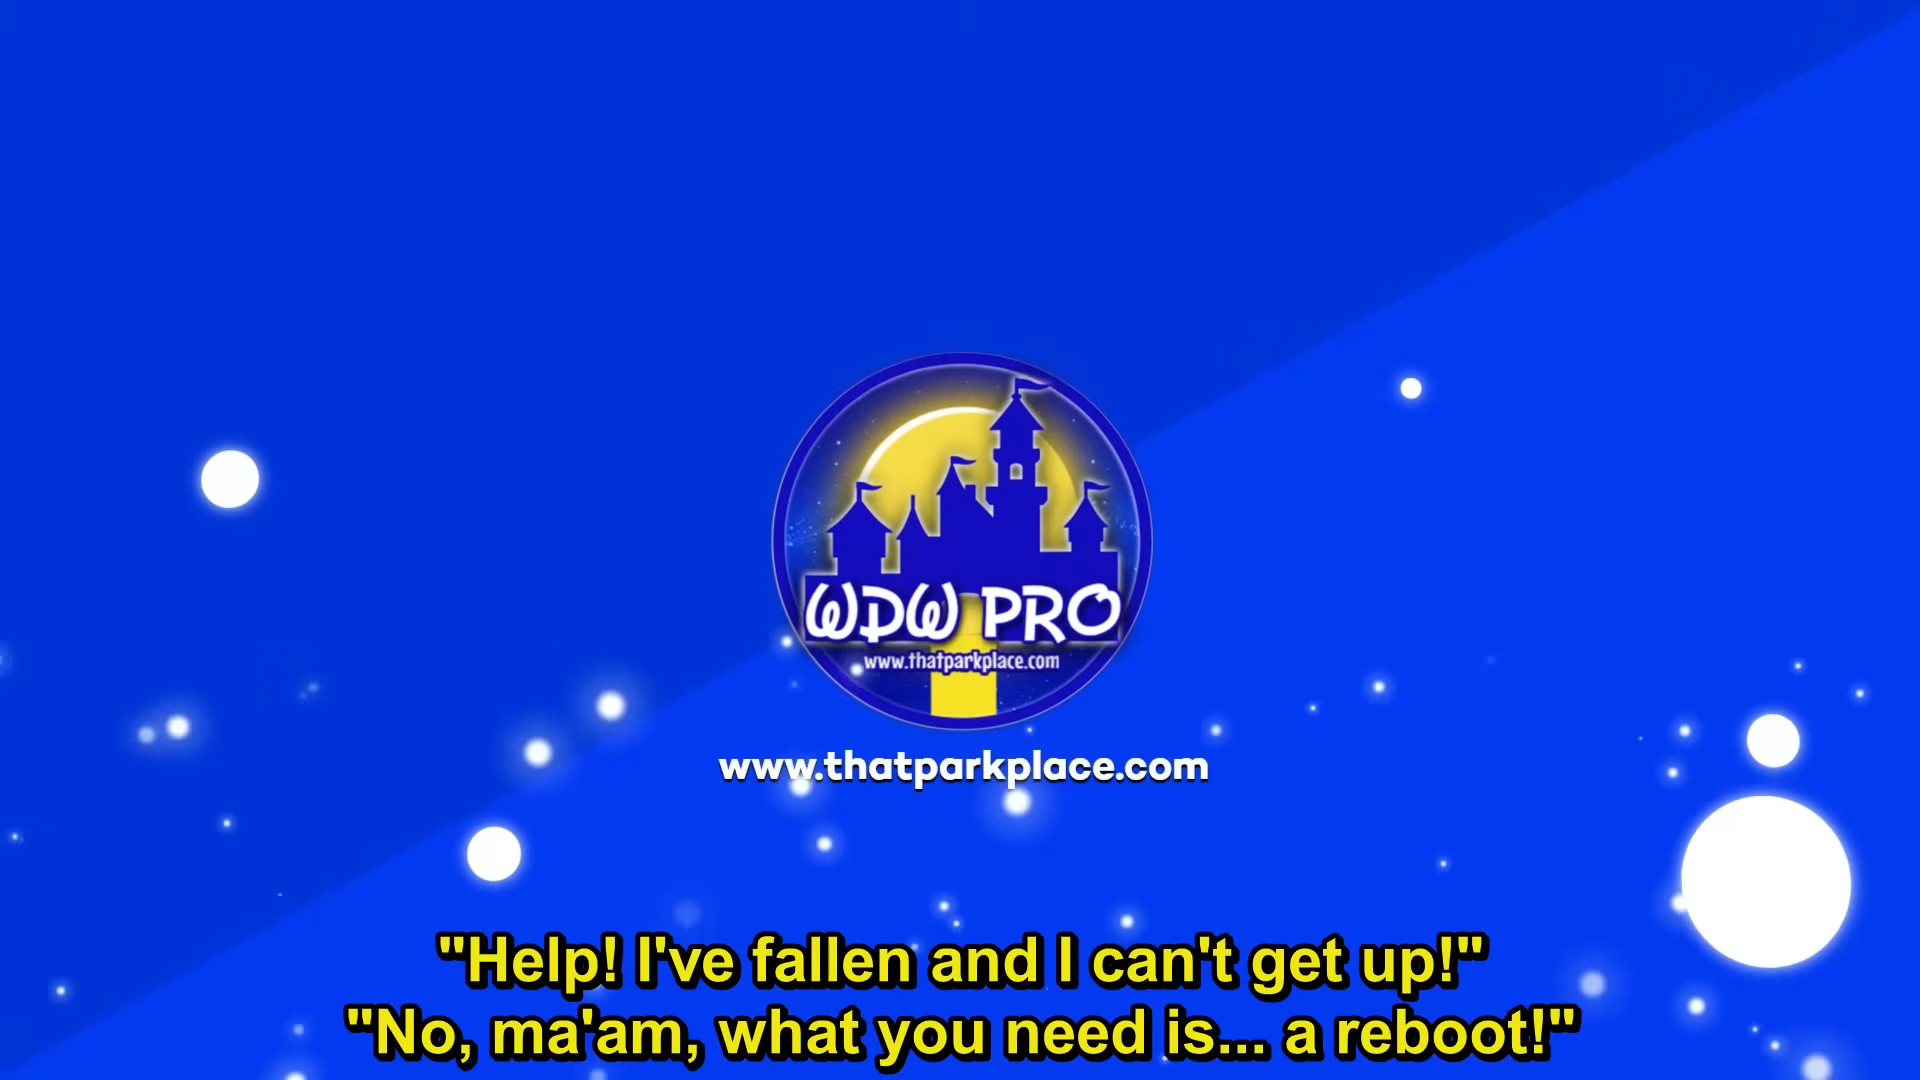 WDW PRO
www.thatparkplace.com
www.thatparkplace.com
"Help! I've fallen and I can't get up!"
"No, ma'am, what you need is... a reboot!"